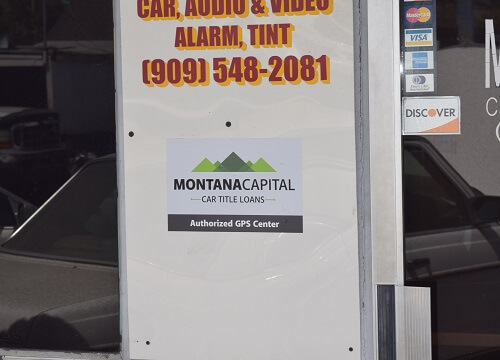 CAR, AUDIO & VIDEO
ALARM, TINT
(909) 548-2081
MONTANACAPITAL
CAR TITLE LOANS
Authorized GPS Center
MasterCard
VISA
DISCOVER
M
C